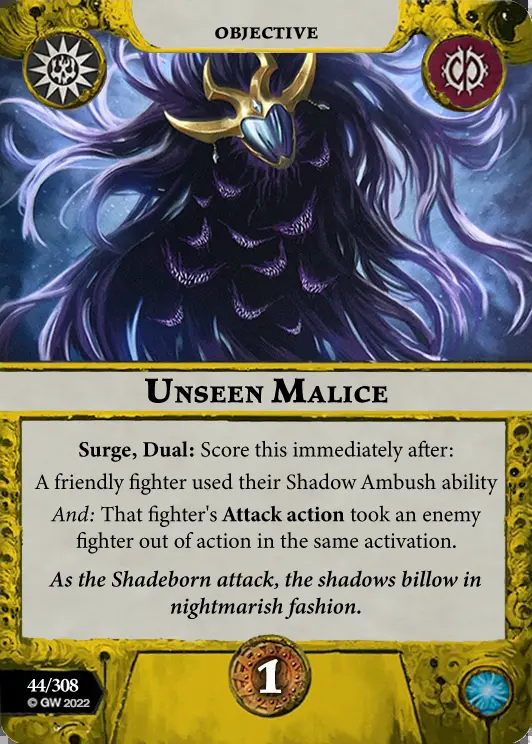 OBJECTIVE
UNSEEN MALICE
Surge, Dual: Score this immediately after:
A friendly fighter used their Shadow Ambush ability
And: That fighter's Attack action took an enemy
fighter out of action in the same activation.
As the Shadeborn attack, the shadows billow in
nightmarish fashion.
44/308
© GW 2022
1